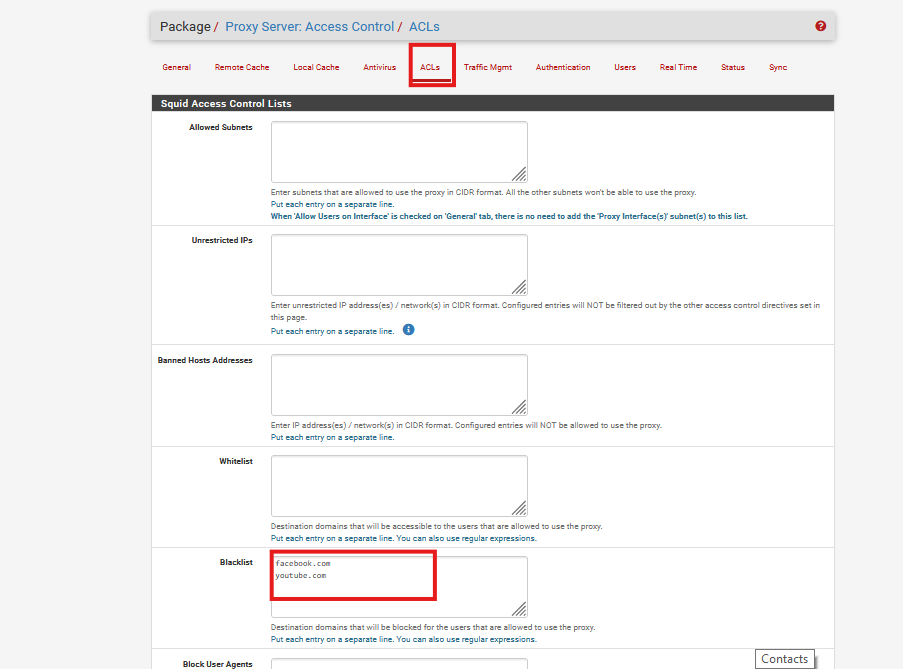 Package / Proxy Server: Access Control / ACLs
General Remote Cache Local Cache Antivirus ACLs Traffic Mgmt Authentication Users Real Time Status Sync
Squid Access Control Lists
Allowed Subnets
Enter subnets that are allowed to use the proxy in CIDR format. All the other subnets won't be able to use the proxy.
Put each entry on a separate line.
When 'Allow Users on Interface' is checked on 'General' tab, there is no need to add the 'Proxy Interface(s)' subnet(s) to this list.
Unrestricted IPs
Enter unrestricted IP address(es) / network(s) in CIDR format. Configured entries will NOT be filtered out by the other access control directives set in
this page.
Put each entry on a separate line.
Banned Hosts Addresses
Enter IP address(es) / network(s) in CIDR format. Configured entries will NOT be allowed to use the proxy.
Put each entry on a separate line.
Whitelist
Destination domains that will be accessible to the users that are allowed to use the proxy.
Put each entry on a separate line. You can also use regular expressions.
Blacklist
facebook.com
youtube.com
Destination domains that will be blocked for the users that are allowed to use the proxy.
Put each entry on a separate line. You can also use regular expressions.
Contacts
Block User Agents